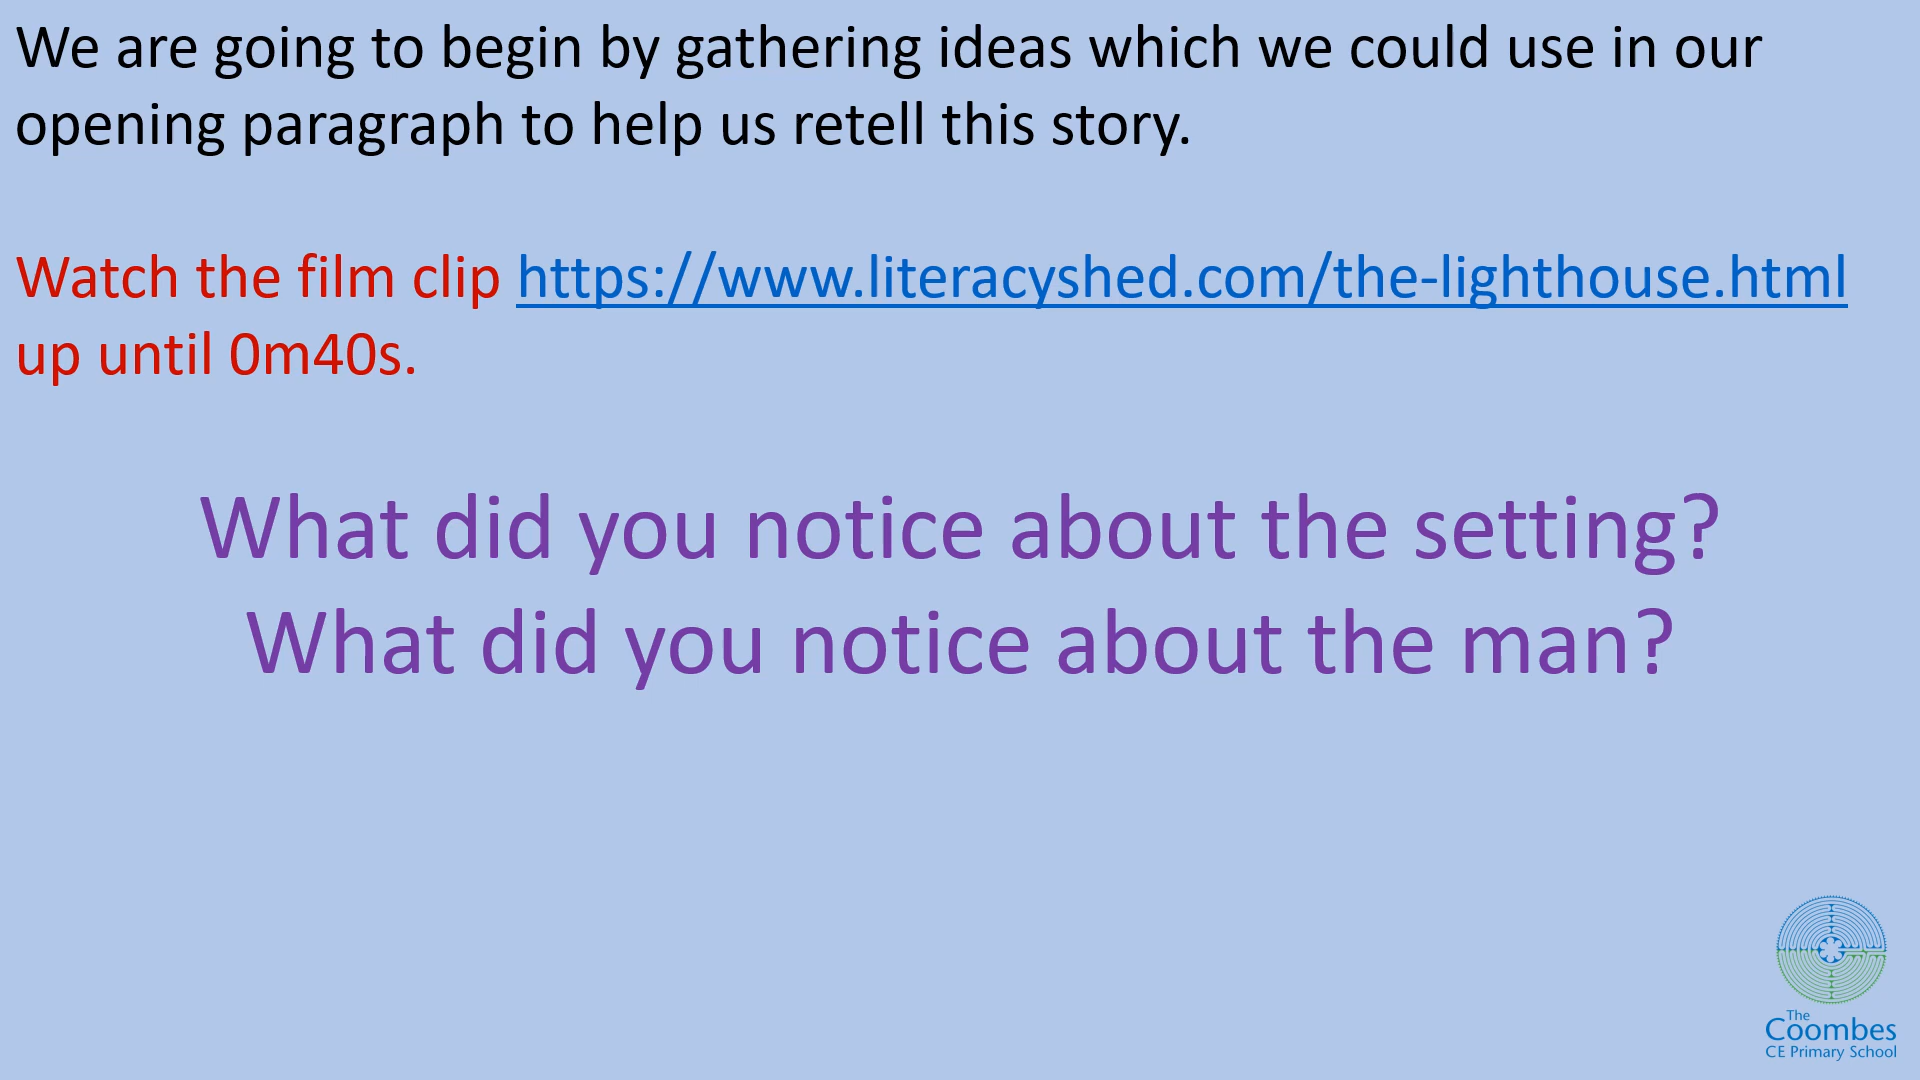 We are going to begin by gathering ideas which we could use in our
opening paragraph to help us retell this story.
Watch the film clip https://www.literacyshed.com/the-lighthouse.html
up until 0m40s.
What did you notice about the setting?
What did you notice about the man?
The
Coombes
CE Primary School